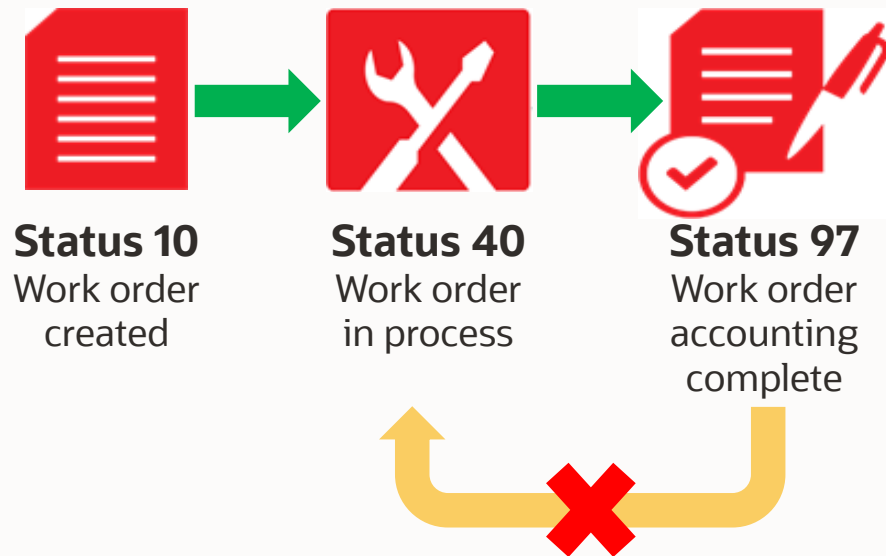 Status 10
Work order
created
Status 40
Work order
in process
Status 97
Work order
accounting
complete